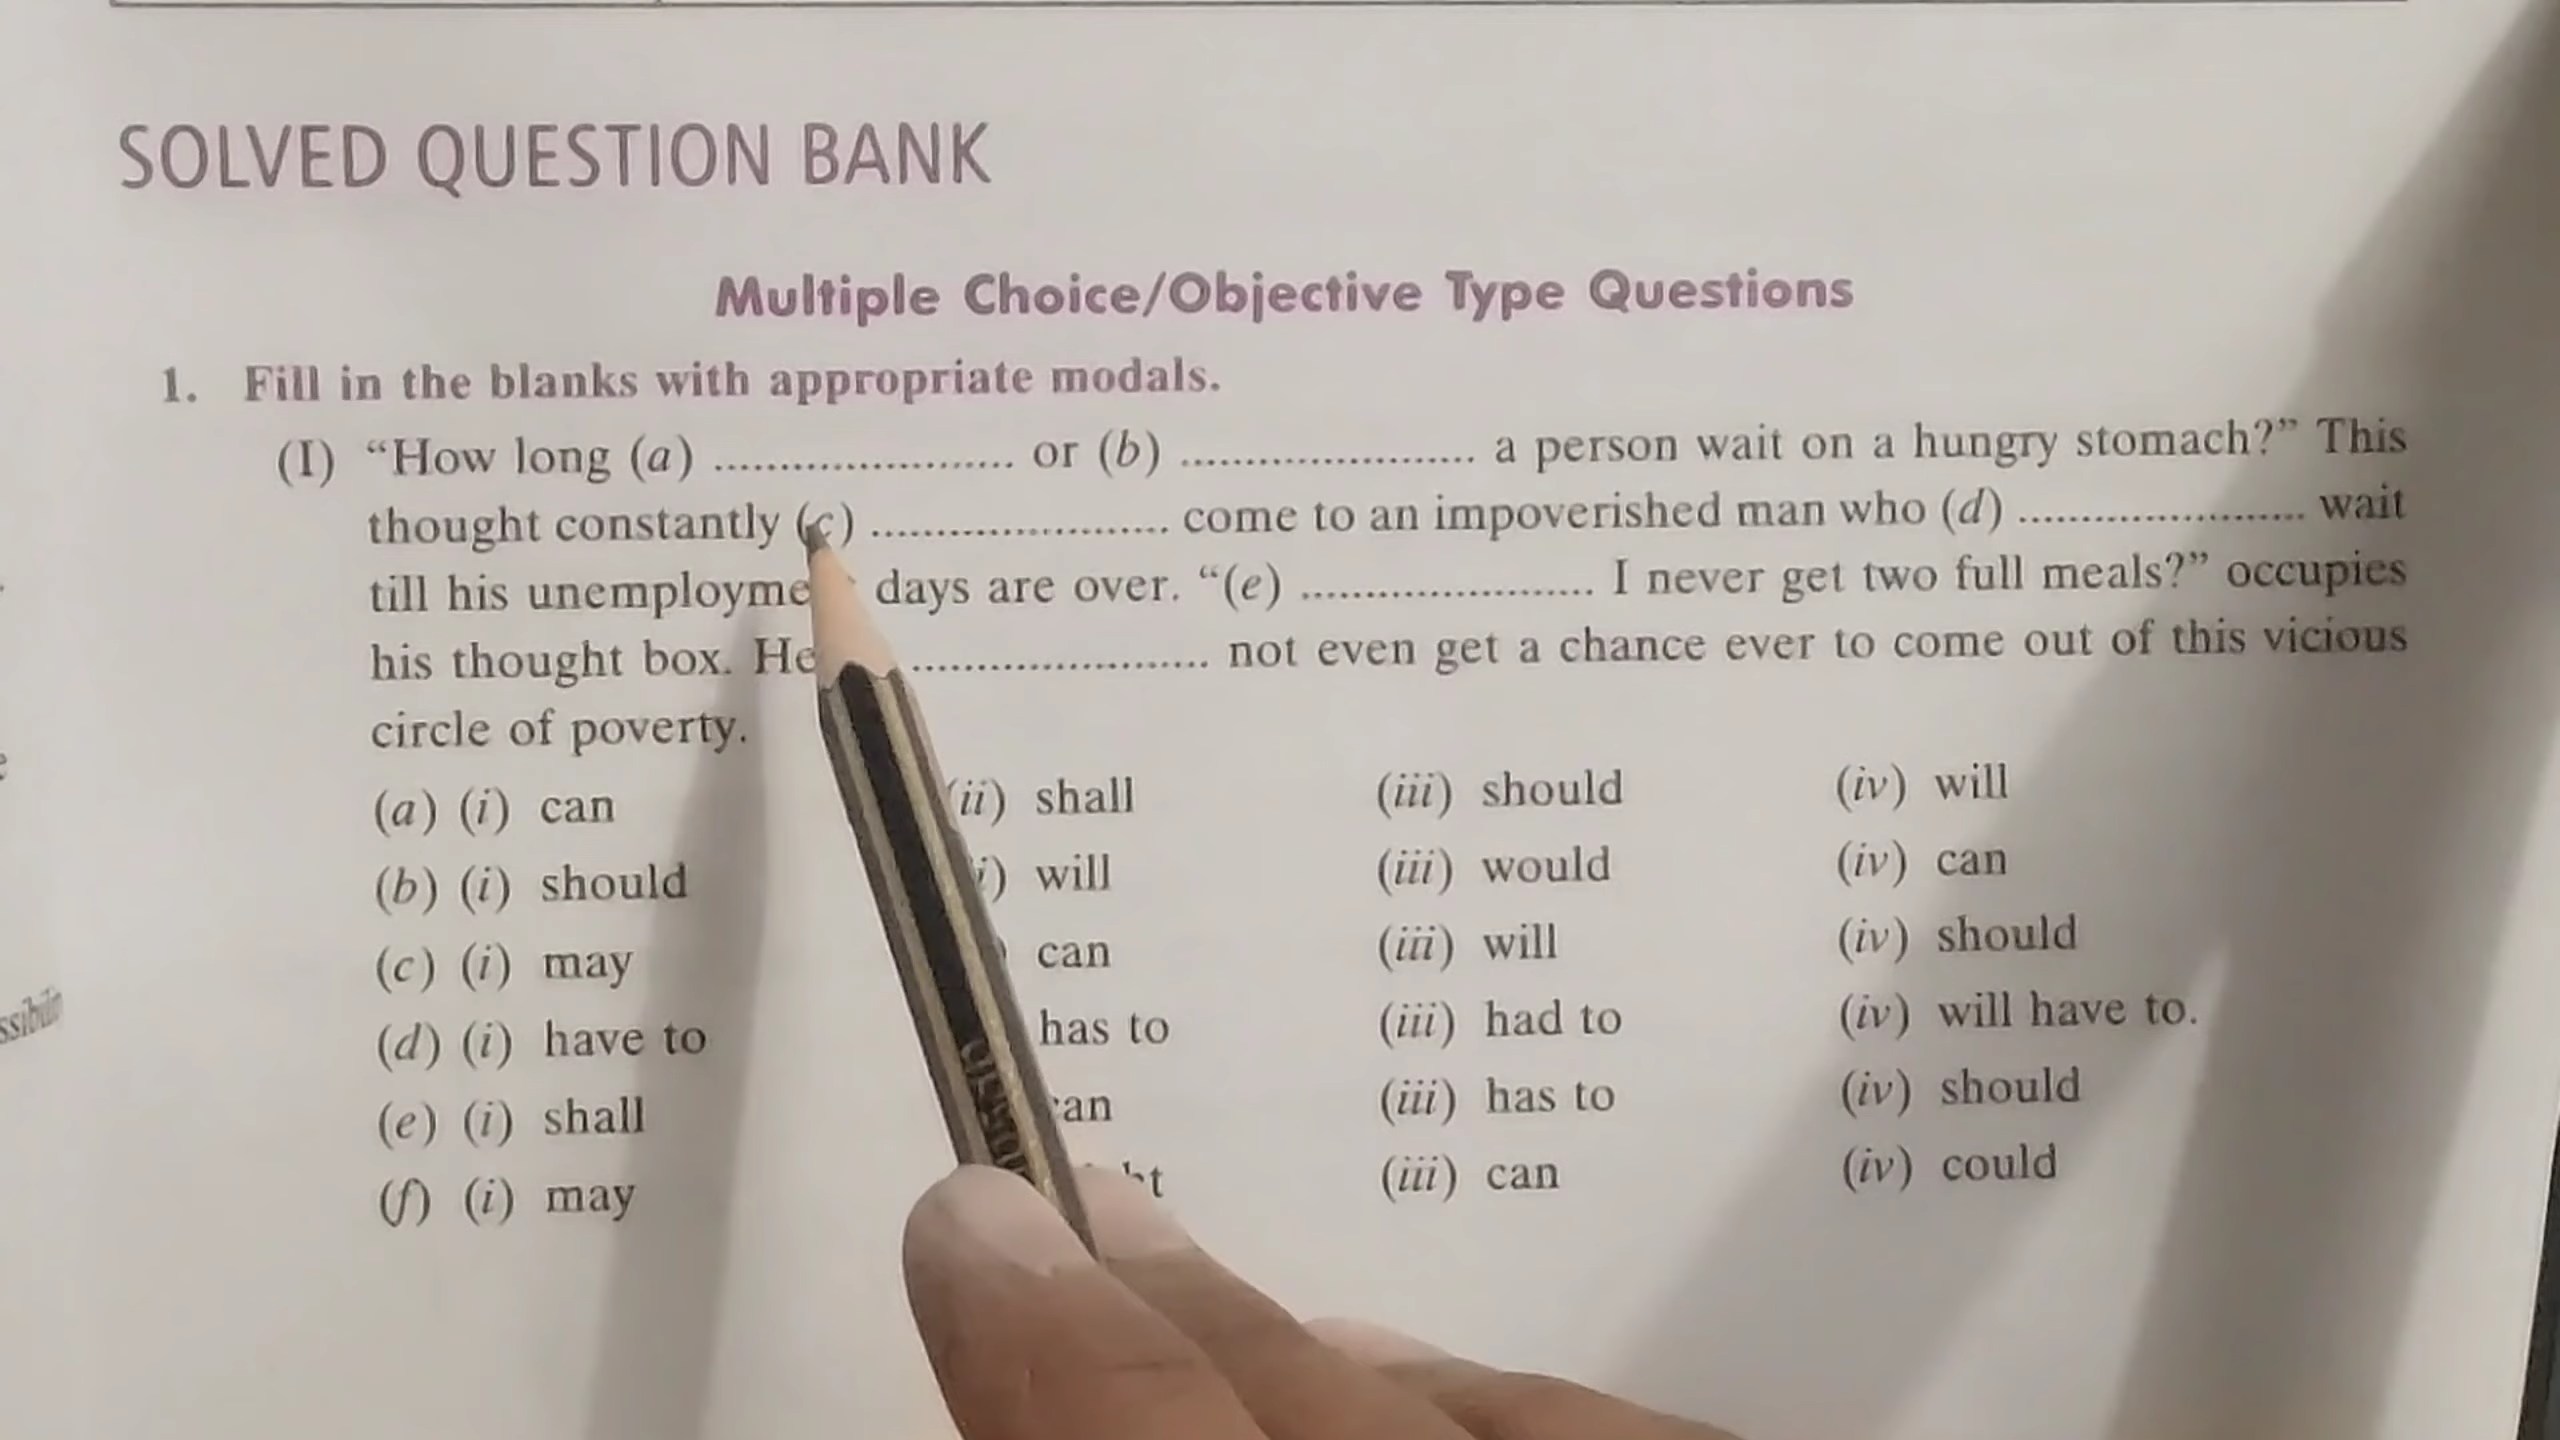 SOLVED QUESTION BANK
Multiple Choice/Objective Type Questions
1. Fill in the blanks with appropriate modals.
(I) “How long (a) ...................... or (b) ...................... a person wait on a hungry stomach?” This
thought constantly (c) ...................... come to an impoverished man who (d) ...................... wait
till his days are over. “(e) ...................... I never get two full meals?” occupies
his thought box. He ...................... not even get a chance ever to come out of this vicious
circle of poverty.
(a) (i) can (ii) shall (iii) should (iv) will
(b) (i) should will (iii) would (iv) can
(c) (i) may can (iii) will (iv) should
(d) (i) have to has to (iii) had to (iv) will have to.
(e) (i) shall (iii) has to (iv) should
(f) (i) may (iii) can (iv) could